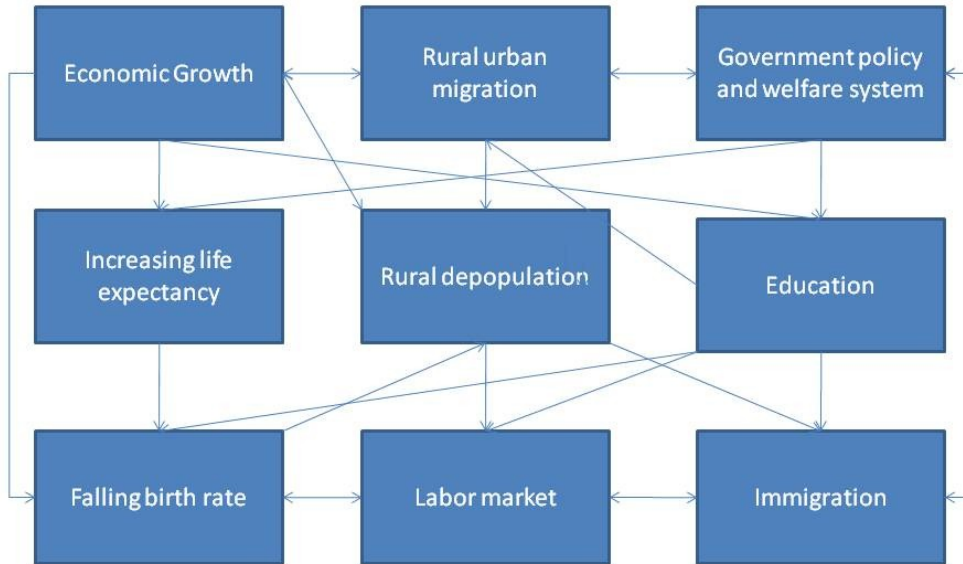 Economic Growth
Rural urban
migration
Government policy
and welfare system
Increasing life
expectancy
Rural depopulation
Education
Falling birth rate
Labor market
Immigration